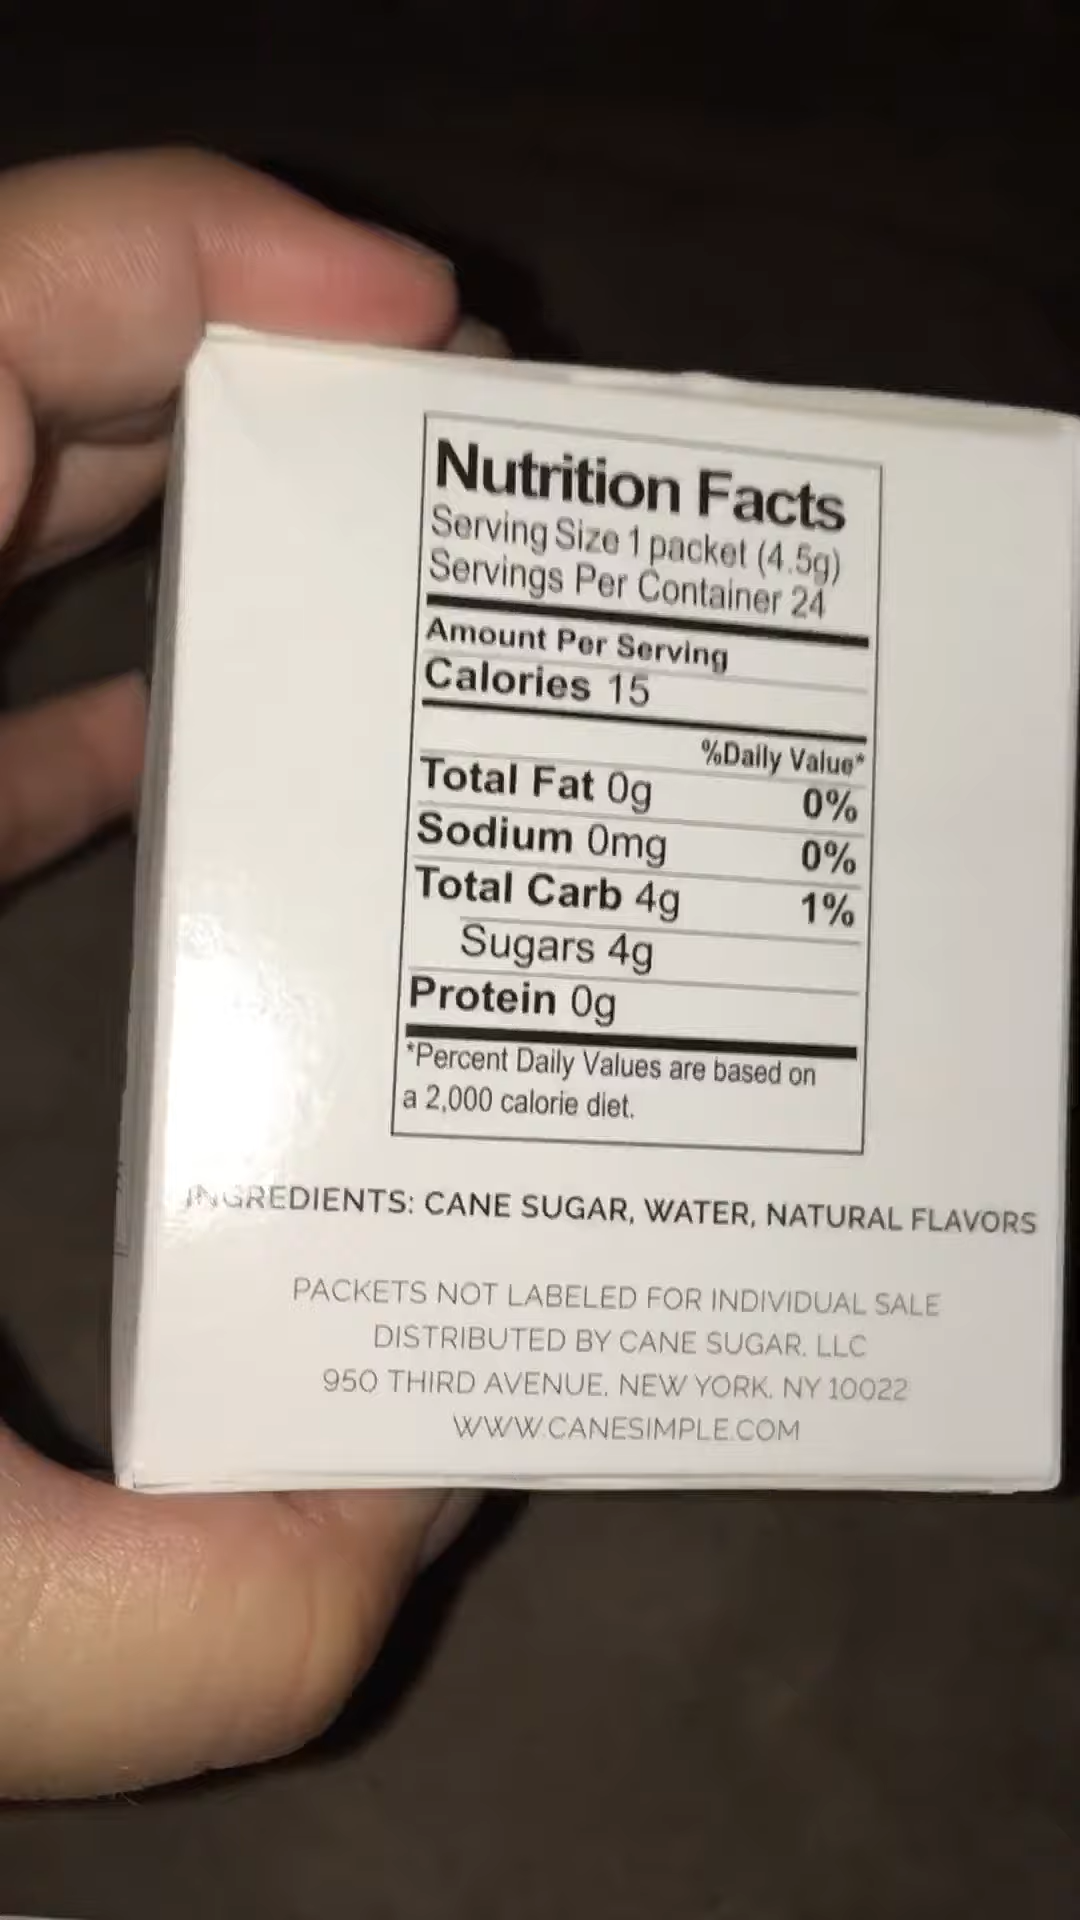 Nutrition Facts
Serving Size 1 packet (4.5g)
Servings Per Container 24
Amount Per Serving
Calories 15
%Daily Value*
Total Fat 0g 0%
Sodium 0mg 0%
Total Carb 4g 1%
Sugars 4g
Protein 0g
*Percent Daily Values are based on
a 2,000 calorie diet.
INGREDIENTS: CANE SUGAR, WATER, NATURAL FLAVORS
PACKETS NOT LABELED FOR INDIVIDUAL SALE
DISTRIBUTED BY CANE SUGAR, LLC
950 THIRD AVENUE, NEW YORK, NY 10022
WWW.CANESIMPLE.COM